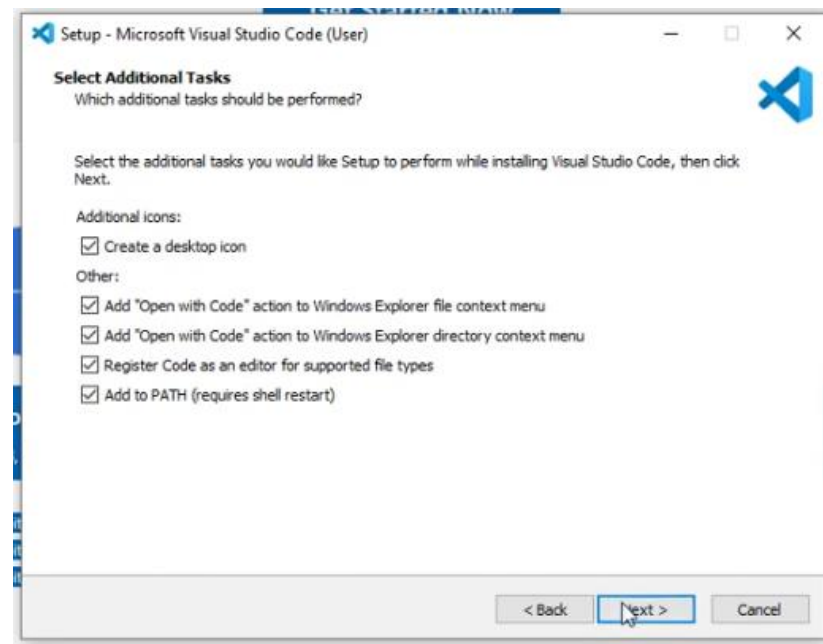 Get Started Now
Setup - Microsoft Visual Studio Code (User)
Select Additional Tasks
Which additional tasks should be performed?
Select the additional tasks you would like Setup to perform while installing Visual Studio Code, then click
Next.
Additional icons:
Create a desktop icon
Other:
Add "Open with Code" action to Windows Explorer file context menu
Add "Open with Code" action to Windows Explorer directory context menu
Register Code as an editor for supported file types
Add to PATH (requires shell restart)
< Back
Next >
Cancel